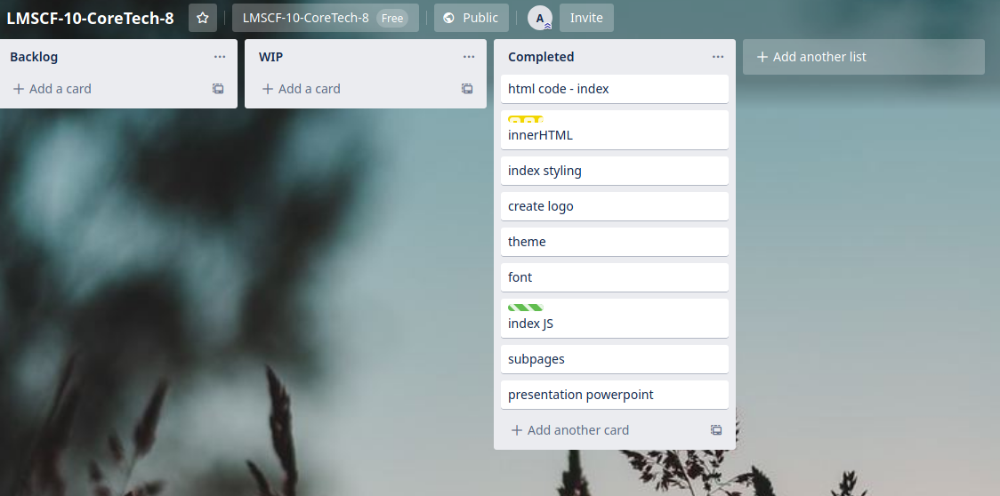 LMSCF-10-CoreTech-8
LMSCF-10-CoreTech-8 Free
Public
A
Invite
Backlog
Add a card
WIP
Add a card
Completed
html code - index
innerHTML
index styling
create logo
theme
font
index JS
subpages
presentation powerpoint
Add another card
Add another list